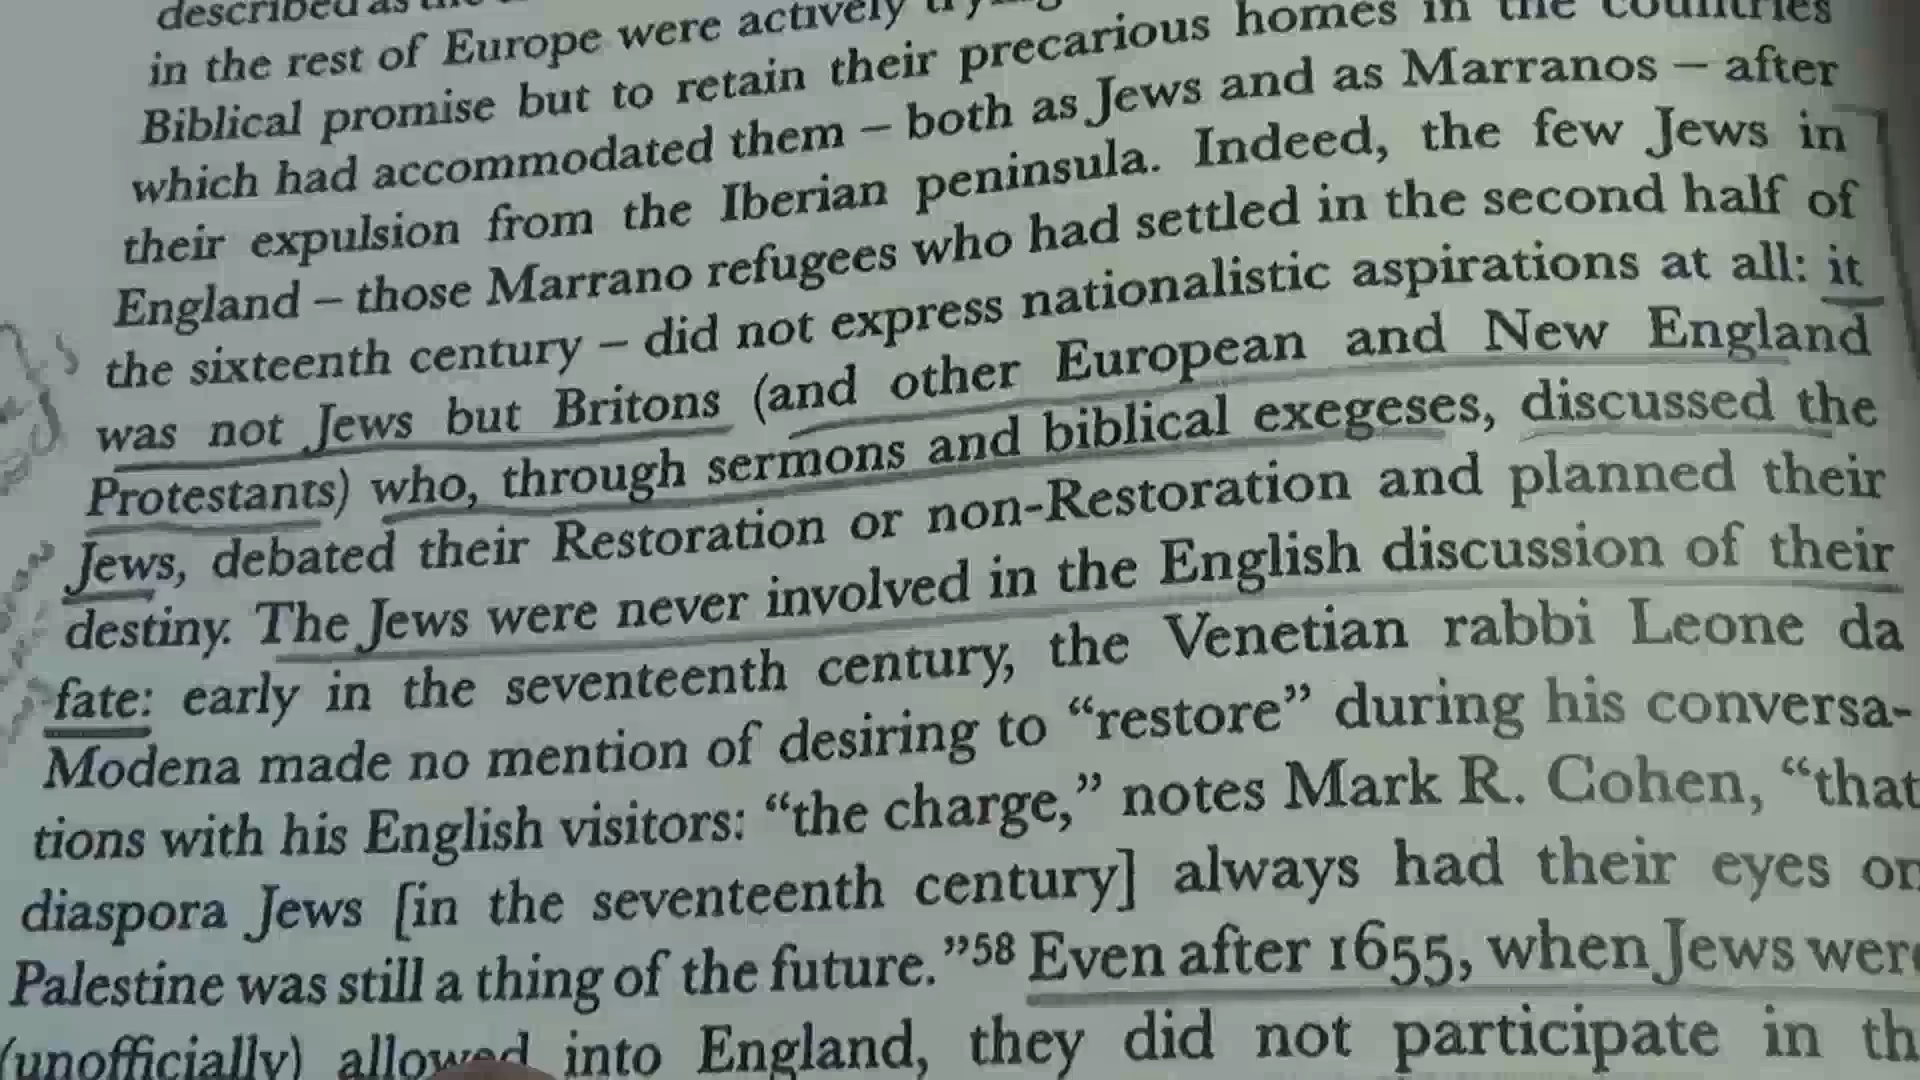 described as the
in the rest of Europe were actively trying
Biblical promise but to retain their precarious homes in the countries
which had accommodated them – both as Jews and as Marranos – after
their expulsion from the Iberian peninsula. Indeed, the few Jews in
England – those Marrano refugees who had settled in the second half of
the sixteenth century – did not express nationalistic aspirations at all: it
was not Jews but Britons (and other European and New England
Protestants) who, through sermons and biblical exegeses, discussed the
Jews, debated their Restoration or non-Restoration and planned their
destiny. The Jews were never involved in the English discussion of their
fate: early in the seventeenth century, the Venetian rabbi Leone da
Modena made no mention of desiring to “restore” during his conversa-
tions with his English visitors: “the charge,” notes Mark R. Cohen, “that
diaspora Jews [in the seventeenth century] always had their eyes on
Palestine was still a thing of the future.”58 Even after 1655, when Jews were
(unofficially) allowed into England, they did not participate in